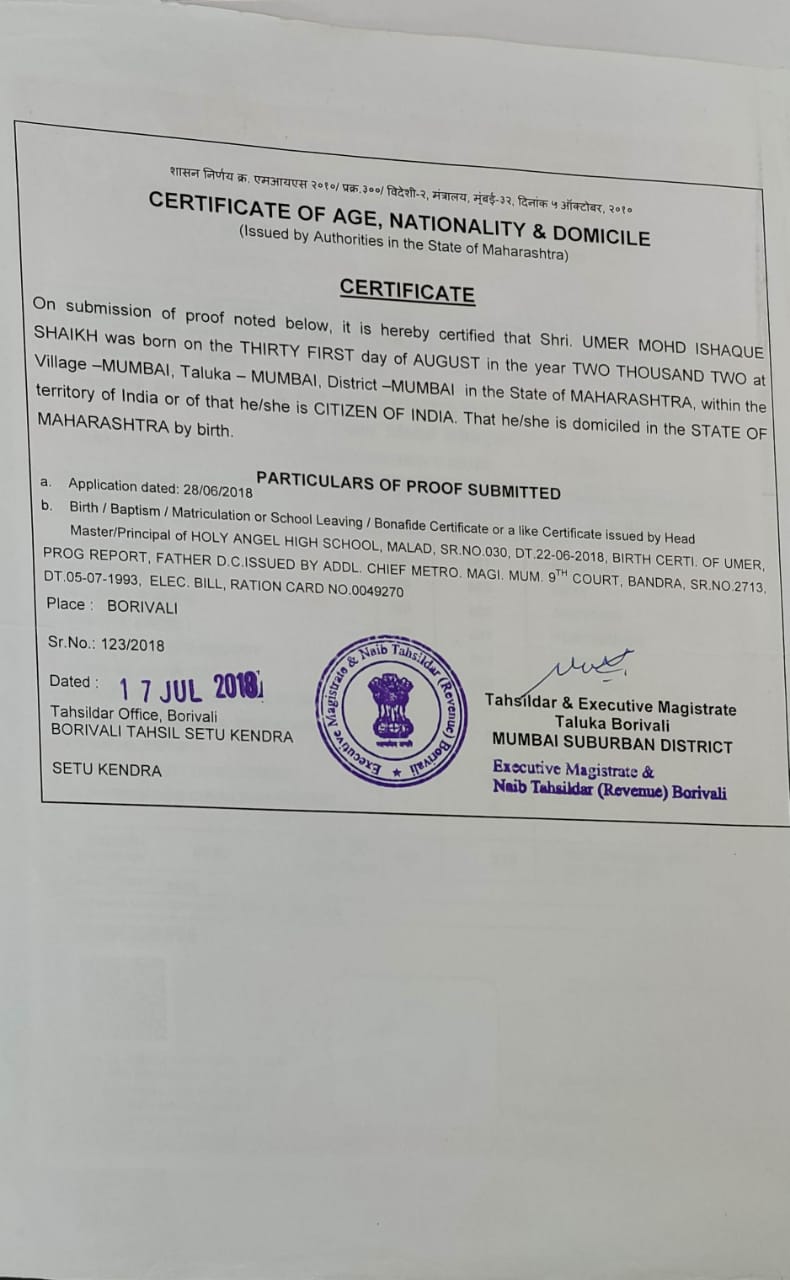 शासन निर्णय क्र. एमआयएस २०१०/ प्रक्र.३००/ विदेशी-२, मंत्रालय, मुंबई-३२, दिनांक ५ ऑक्टोबर, २०१०
CERTIFICATE OF AGE, NATIONALITY & DOMICILE
(Issued by Authorities in the State of Maharashtra)
CERTIFICATE
On submission of proof noted below, it is hereby certified that Shri. UMER MOHD ISHAQUE
SHAIKH was born on the THIRTY FIRST day of AUGUST in the year TWO THOUSAND TWO at
Village –MUMBAI, Taluka – MUMBAI, District –MUMBAI in the State of MAHARASHTRA, within the
territory of India or of that he/she is CITIZEN OF INDIA. That he/she is domiciled in the STATE OF
MAHARASHTRA by birth.
PARTICULARS OF PROOF SUBMITTED
a. Application dated: 28/06/2018
b. Birth / Baptism / Matriculation or School Leaving / Bonafide Certificate or a like Certificate issued by Head
Master/Principal of HOLY ANGEL HIGH SCHOOL, MALAD, SR.NO.030, DT.22-06-2018, BIRTH CERTI. OF UMER,
PROG REPORT, FATHER D.C.ISSUED BY ADDL. CHIEF METRO. MAGI. MUM. 9TH COURT, BANDRA, SR.NO.2713,
DT.05-07-1993, ELEC. BILL, RATION CARD NO.0049270
Place : BORIVALI
Sr.No.: 123/2018
Dated : 17 JUL 2018
Tahsildar Office, Borivali
BORIVALI TAHSIL SETU KENDRA
SETU KENDRA
Executive Magistrate & Naib Tahsildar (Revenue) Borivali
सत्यमेव जयते
Tahsildar & Executive Magistrate
Taluka Borivali
MUMBAI SUBURBAN DISTRICT
Executive Magistrate &
Naib Tahsildar (Revenue) Borivali